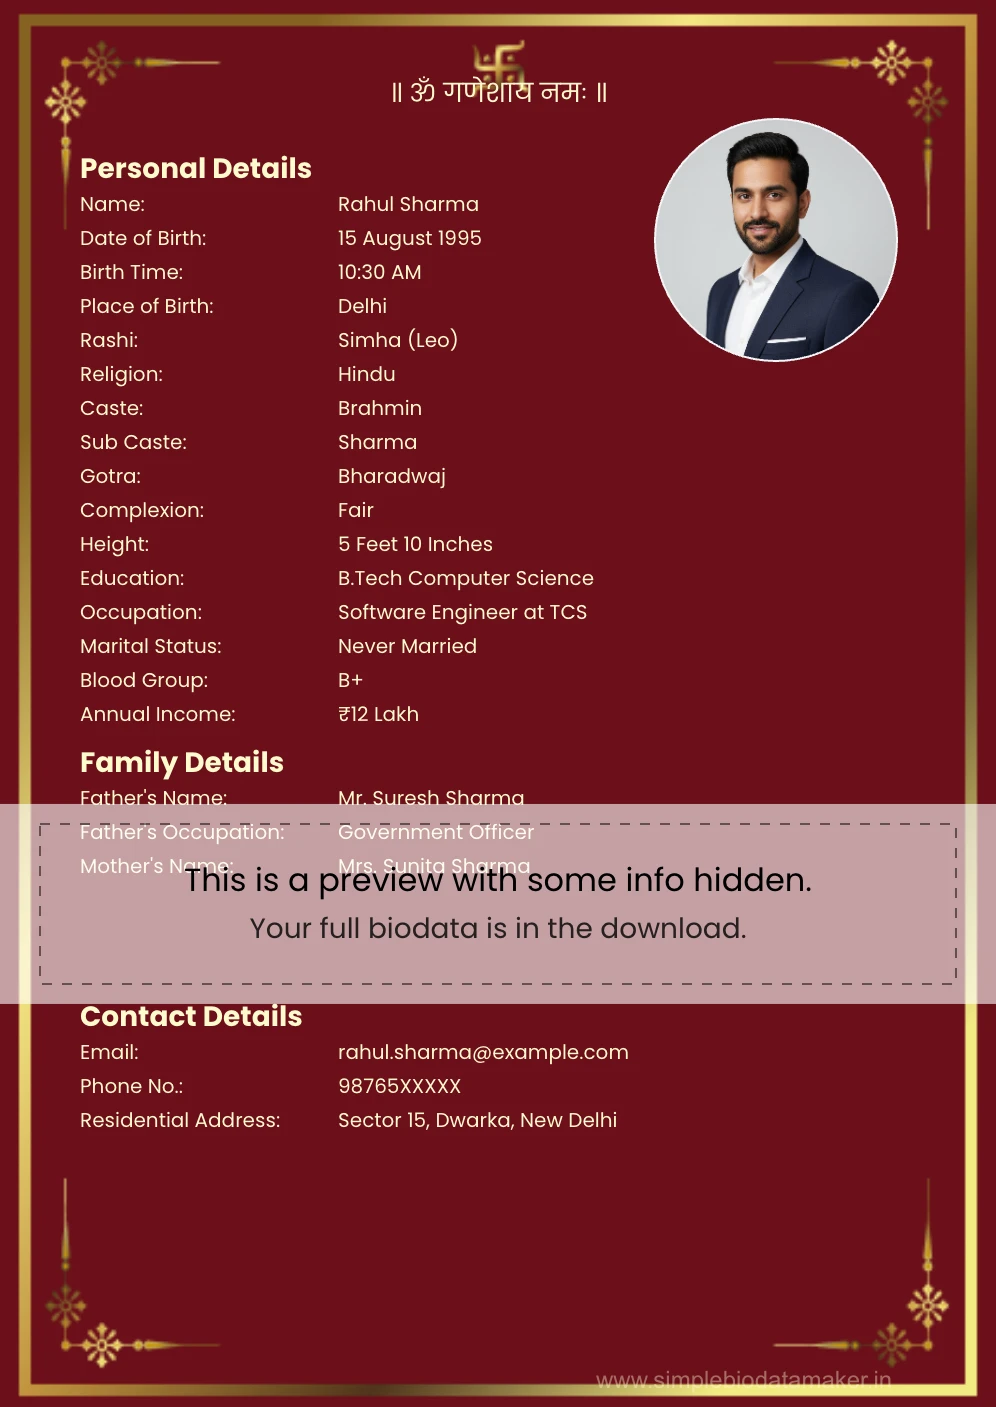 ॥ ॐ गणेशाय नमः ॥
Personal Details
Name: Rahul Sharma
Date of Birth: 15 August 1995
Birth Time: 10:30 AM
Place of Birth: Delhi
Rashi: Simha (Leo)
Religion: Hindu
Caste: Brahmin
Sub Caste: Sharma
Gotra: Bharadwaj
Complexion: Fair
Height: 5 Feet 10 Inches
Education: B.Tech Computer Science
Occupation: Software Engineer at TCS
Marital Status: Never Married
Blood Group: B+
Annual Income: ₹12 Lakh
Family Details
Father's Name: Mr. Suresh Sharma
Father's Occupation: Government Officer
Mother's Name: Mrs. Sunita Sharma
This is a preview with some info hidden.
Your full biodata is in the download.
Contact Details
Email: rahul.sharma@example.com
Phone No.: 98765XXXXX
Residential Address: Sector 15, Dwarka, New Delhi
www.simplebiodatamaker.in